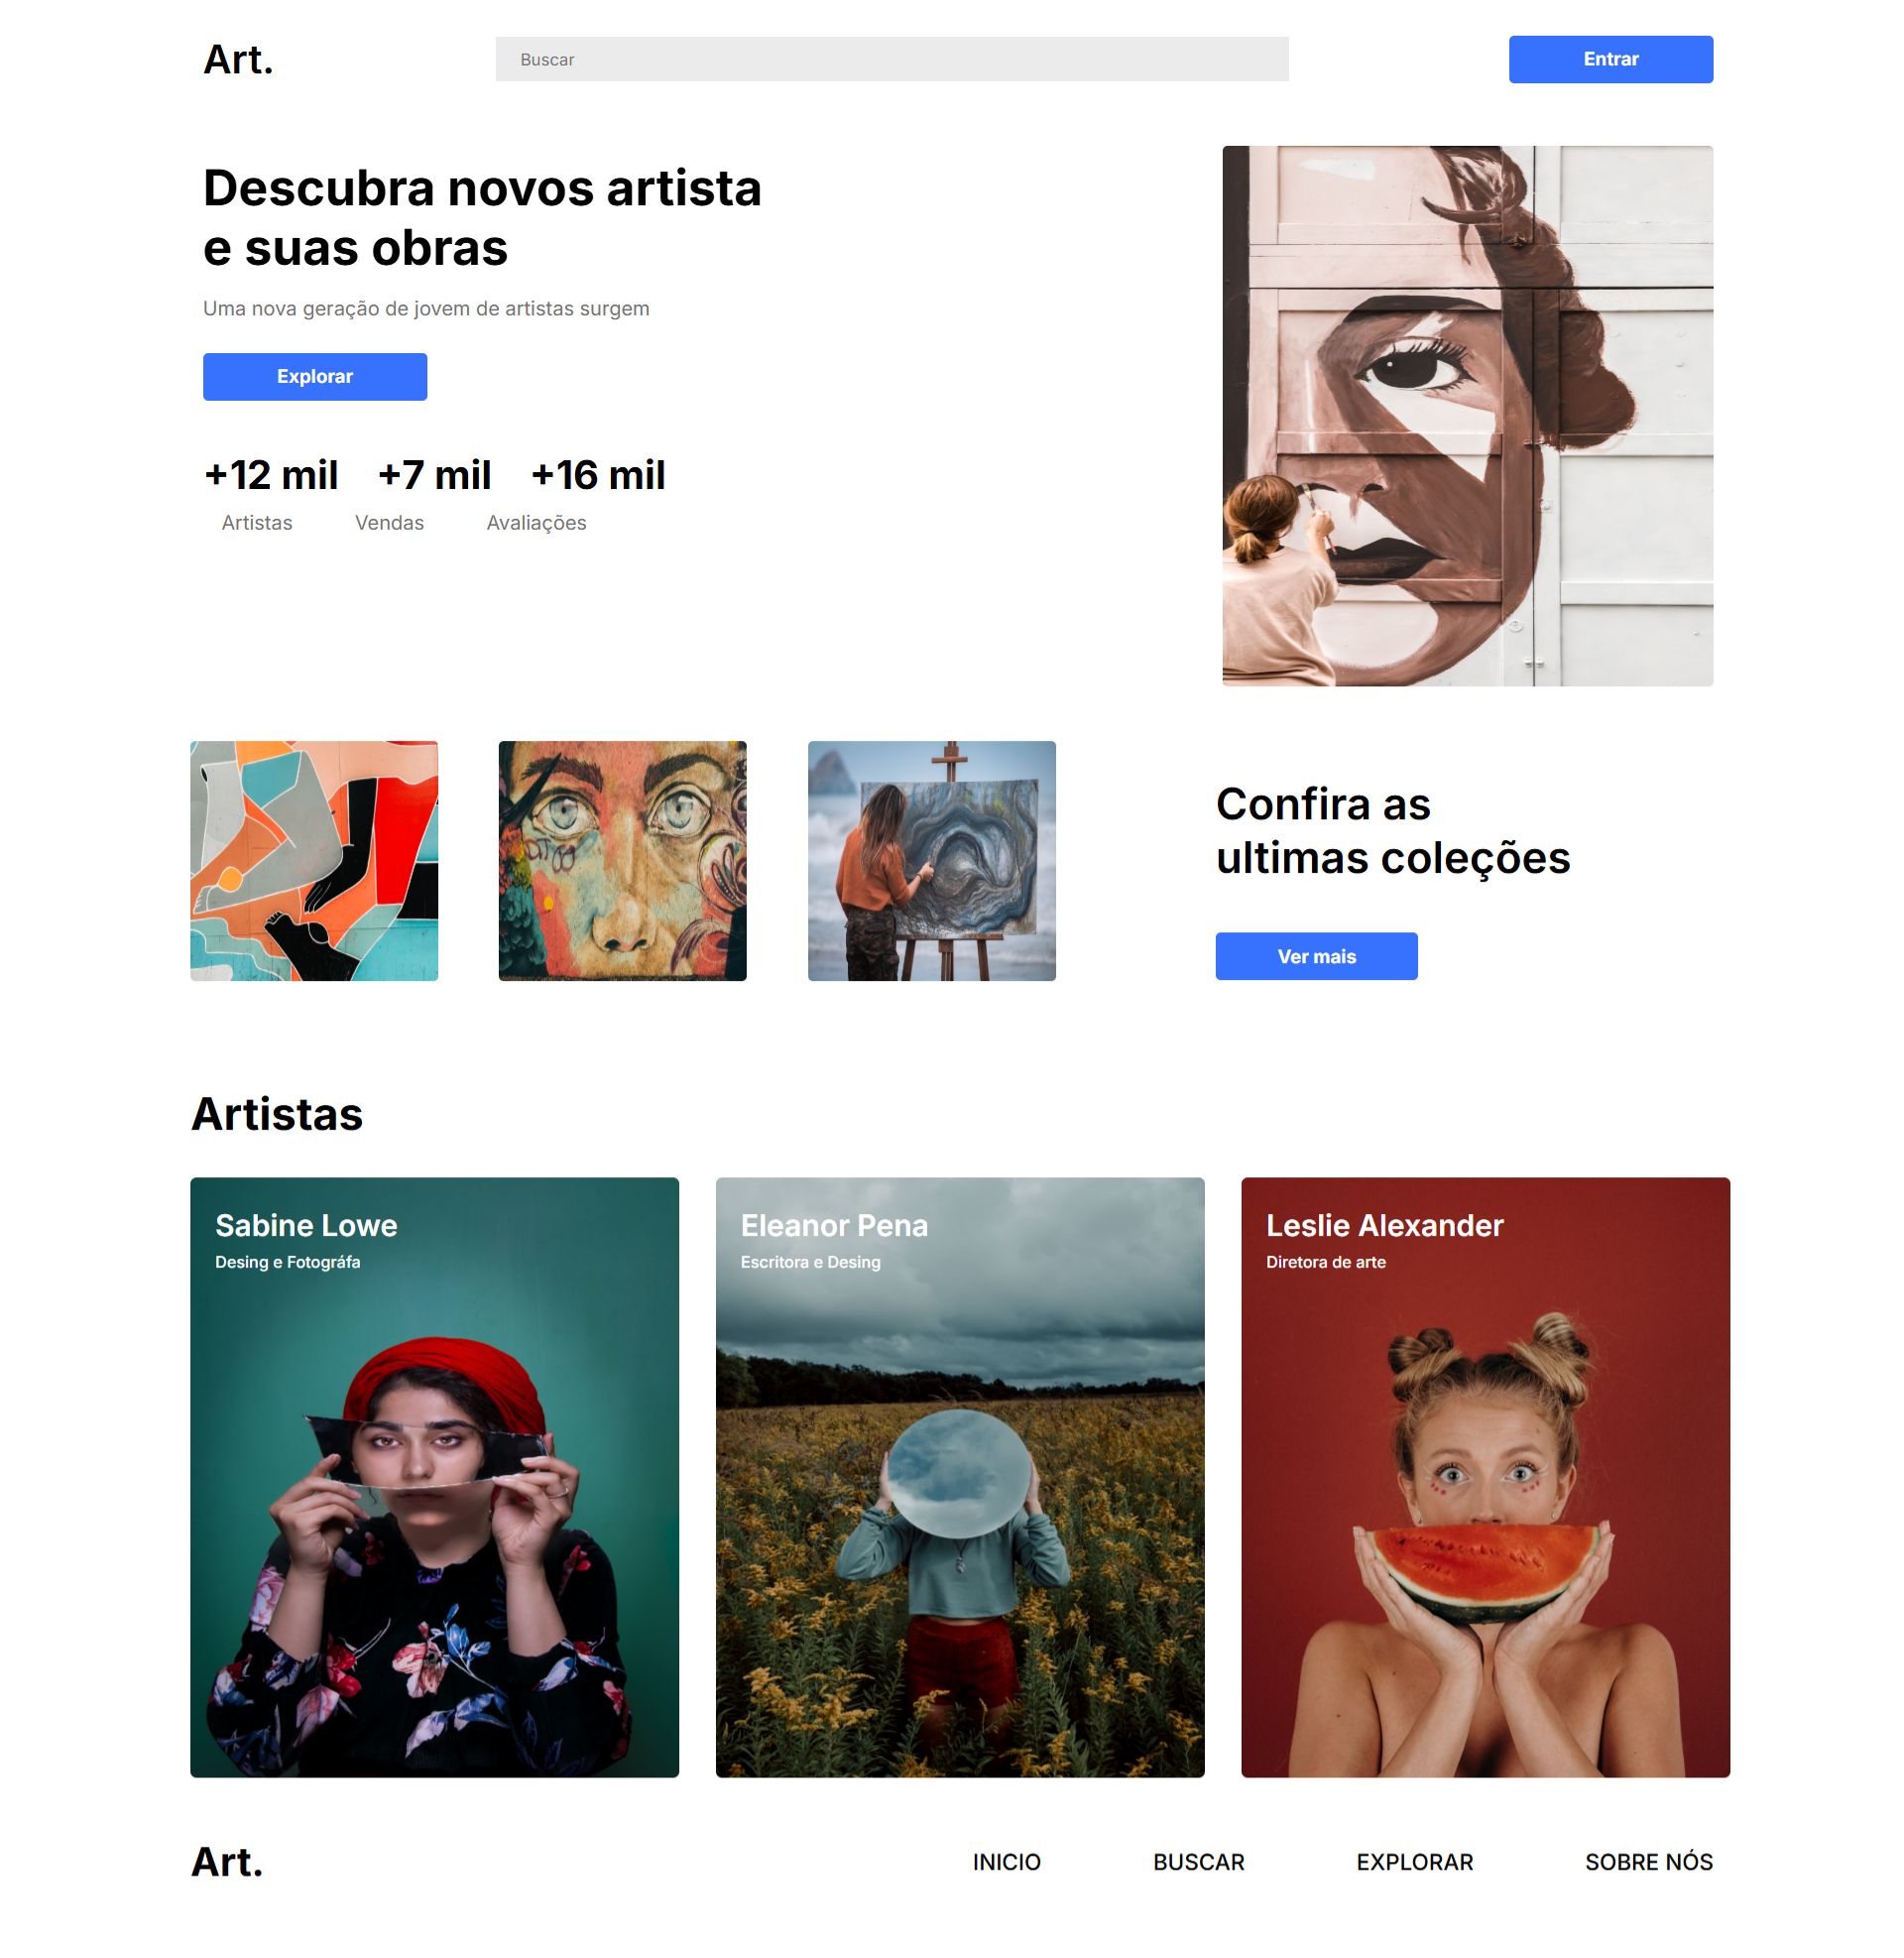 Art.
Buscar
Entrar
Descubra novos artista
e suas obras
Uma nova geração de jovem de artistas surgem
Explorar
+12 mil +7 mil +16 mil
Artistas Vendas Avaliações
Confira as
ultimas coleções
Ver mais
Artistas
Sabine Lowe
Desing e Fotográfa
Eleanor Pena
Escritora e Desing
Leslie Alexander
Diretora de arte
Art.
INICIO BUSCAR EXPLORAR SOBRE NÓS